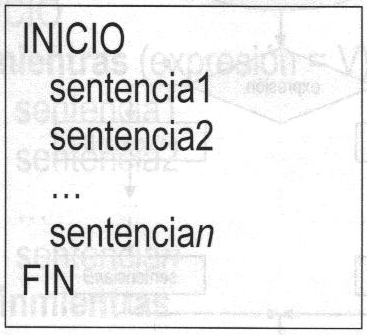 INICIO
sentencia1
sentencia2
...
sentencian
FIN